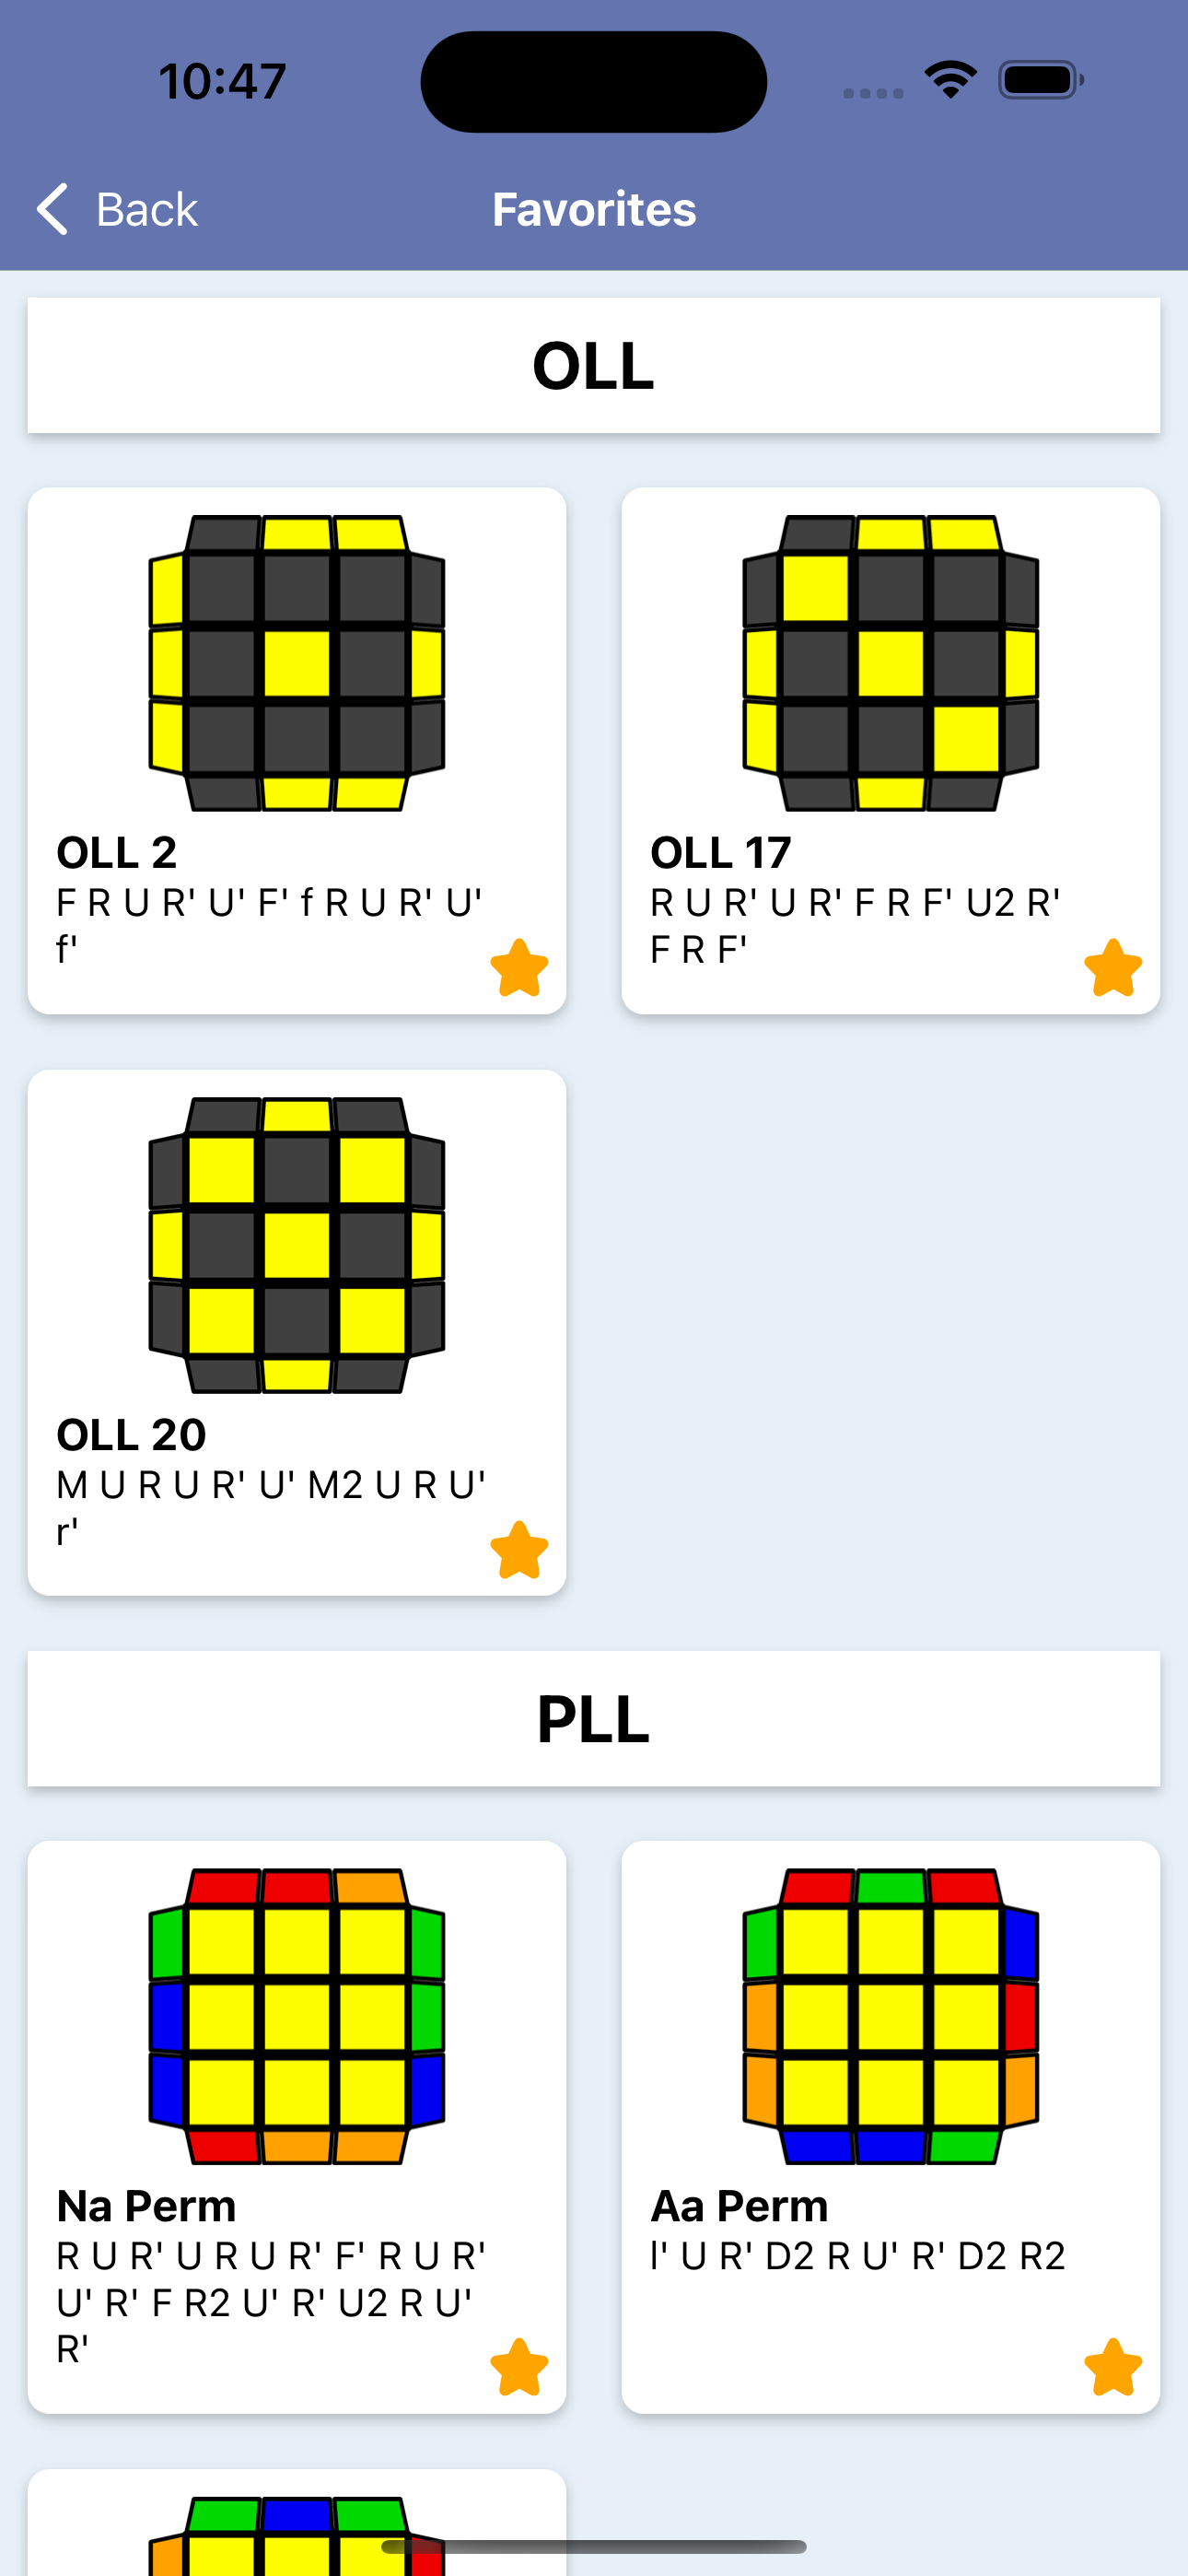 10:47
Back
Favorites
OLL
OLL 2
F R U R' U' F' f R U R' U'
f'
OLL 17
R U R' U R' F R F' U2 R'
F R F'
OLL 20
M U R U R' U' M2 U R U'
r'
PLL
Na Perm
R U R' U R U R' F' R U R'
U' R' F R2 U' R' U2 R U'
R'
Aa Perm
l' U R' D2 R U' R' D2 R2